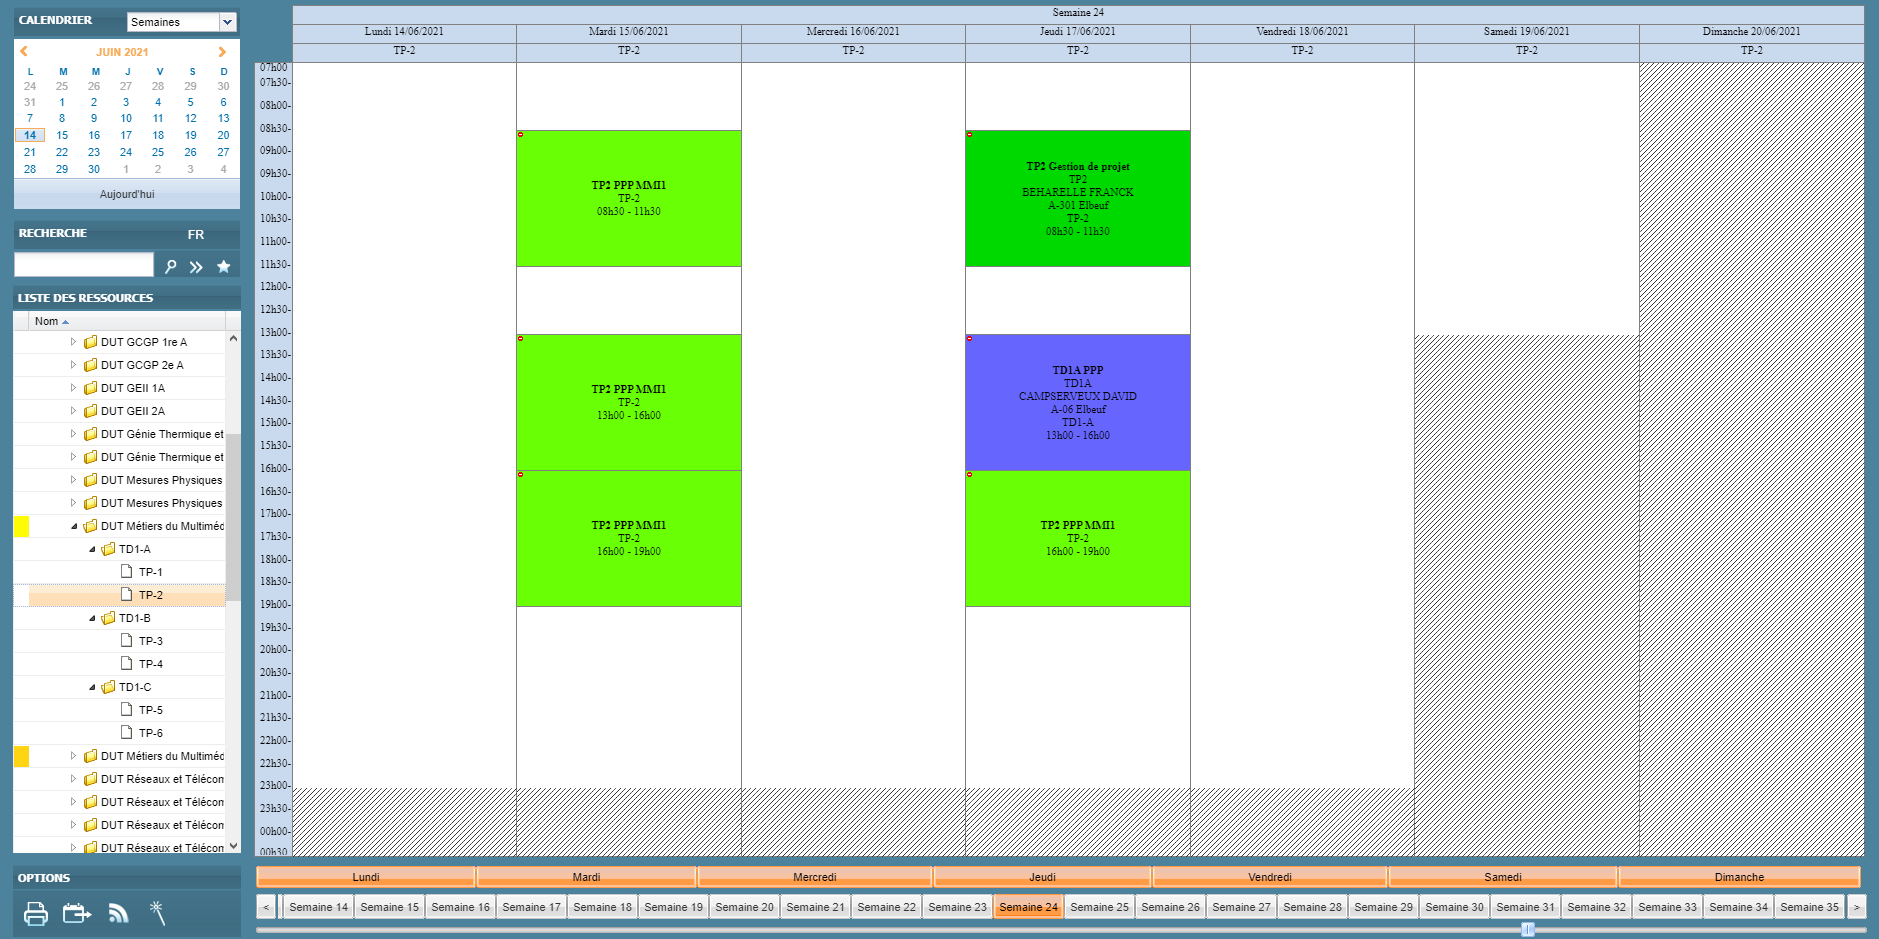 CALENDRIER
Semaines
JUIN 2021
L M M J V S D
24 25 26 27 28 29 30
31 1 2 3 4 5 6
7 8 9 10 11 12 13
14 15 16 17 18 19 20
21 22 23 24 25 26 27
28 29 30 1 2 3 4
Aujourd'hui
RECHERCHE FR
LISTE DES RESSOURCES
Nom
DUT GCGP 1re A
DUT GCGP 2e A
DUT GEII 1A
DUT GEII 2A
DUT Génie Thermique et
DUT Génie Thermique et
DUT Mesures Physiques
DUT Mesures Physiques
DUT Métiers du Multiméd
TD1-A
TP-1
TP-2
TD1-B
TP-3
TP-4
TD1-C
TP-5
TP-6
DUT Métiers du Multiméd
DUT Réseaux et Télécom
DUT Réseaux et Télécom
DUT Réseaux et Télécom
DUT Réseaux et Télécom
OPTIONS
Semaine 24
Lundi 14/06/2021 Mardi 15/06/2021 Mercredi 16/06/2021 Jeudi 17/06/2021 Vendredi 18/06/2021 Samedi 19/06/2021 Dimanche 20/06/2021
TP-2 TP-2 TP-2 TP-2 TP-2 TP-2 TP-2
07h00
07h30-
08h00-
08h30-
09h00-
09h30-
10h00-
10h30-
11h00-
11h30-
12h00-
12h30-
13h00-
13h30-
14h00-
14h30-
15h00-
15h30-
16h00-
16h30-
17h00-
17h30-
18h00-
18h30-
19h00-
19h30-
20h00-
20h30-
21h00-
21h30-
22h00-
22h30-
23h00-
23h30-
00h00-
00h30
TP2 PPP MMI1
TP-2
08h30 - 11h30
TP2 PPP MMI1
TP-2
13h00 - 16h00
TP2 PPP MMI1
TP-2
16h00 - 19h00
TP2 Gestion de projet
TP2
BEHARELLE FRANCK
A-301 Elbeuf
TP-2
08h30 - 11h30
TD1A PPP
TD1A
CAMPSERVEUX DAVID
A-06 Elbeuf
TD1-A
13h00 - 16h00
TP2 PPP MMI1
TP-2
16h00 - 19h00
Lundi Mardi Mercredi Jeudi Vendredi Samedi Dimanche
< Semaine 14 Semaine 15 Semaine 16 Semaine 17 Semaine 18 Semaine 19 Semaine 20 Semaine 21 Semaine 22 Semaine 23 Semaine 24 Semaine 25 Semaine 26 Semaine 27 Semaine 28 Semaine 29 Semaine 30 Semaine 31 Semaine 32 Semaine 33 Semaine 34 Semaine 35 >